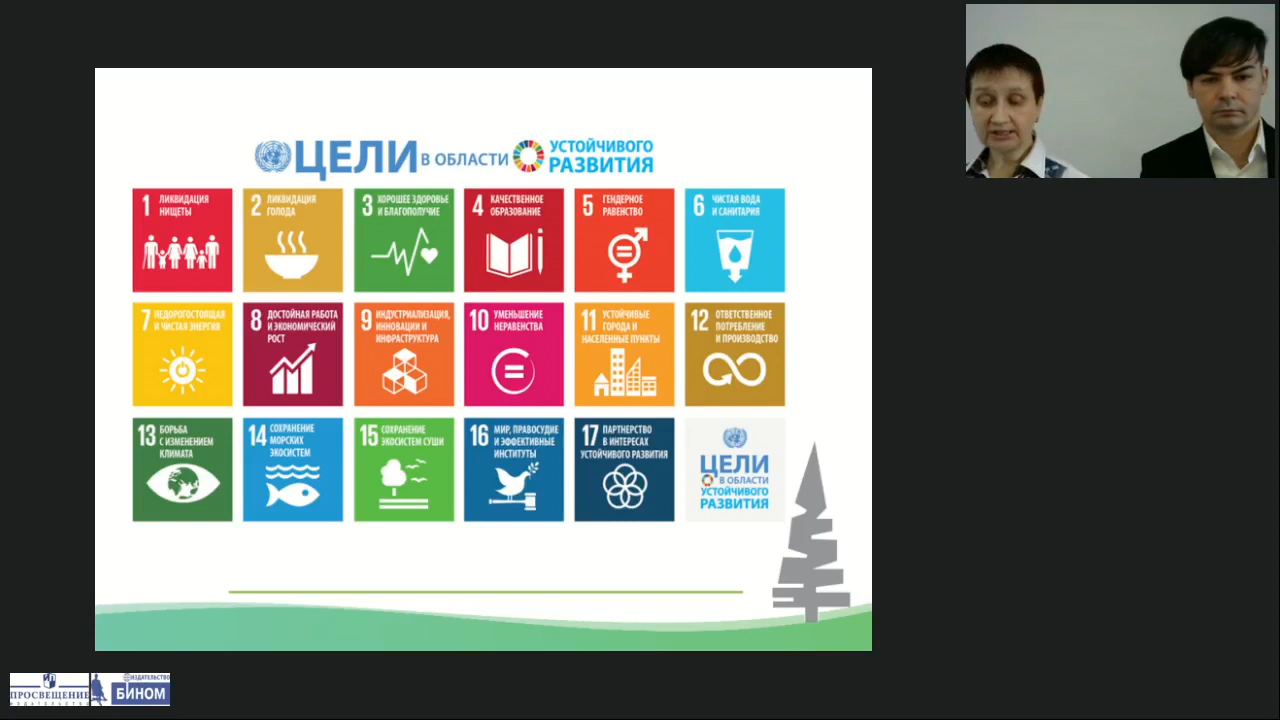 ЦЕЛИ В ОБЛАСТИ УСТОЙЧИВОГО
РАЗВИТИЯ
1 ЛИКВИДАЦИЯ
НИЩЕТЫ
2 ЛИКВИДАЦИЯ
ГОЛОДА
3 ХОРОШЕЕ ЗДОРОВЬЕ
И БЛАГОПОЛУЧИЕ
4 КАЧЕСТВЕННОЕ
ОБРАЗОВАНИЕ
5 ГЕНДЕРНОЕ
РАВЕНСТВО
6 ЧИСТАЯ ВОДА
И САНИТАРИЯ
7 НЕДОРОГОСТОЯЩАЯ
И ЧИСТАЯ ЭНЕРГИЯ
8 ДОСТОЙНАЯ РАБОТА
И ЭКОНОМИЧЕСКИЙ
РОСТ
9 ИНДУСТРИАЛИЗАЦИЯ,
ИННОВАЦИИ И
ИНФРАСТРУКТУРА
10 УМЕНЬШЕНИЕ
НЕРАВЕНСТВА
11 УСТОЙЧИВЫЕ
ГОРОДА И
НАСЕЛЕННЫЕ ПУНКТЫ
12 ОТВЕТСТВЕННОЕ
ПОТРЕБЛЕНИЕ
И ПРОИЗВОДСТВО
13 БОРЬБА
С ИЗМЕНЕНИЕМ
КЛИМАТА
14 СОХРАНЕНИЕ
МОРСКИХ
ЭКОСИСТЕМ
15 СОХРАНЕНИЕ
ЭКОСИСТЕМ СУШИ
16 МИР, ПРАВОСУДИЕ
И ЭФФЕКТИВНЫЕ
ИНСТИТУТЫ
17 ПАРТНЕРСТВО
В ИНТЕРЕСАХ
УСТОЙЧИВОГО РАЗВИТИЯ
ЦЕЛИ
В ОБЛАСТИ
УСТОЙЧИВОГО
РАЗВИТИЯ
ПРОСВЕЩЕНИЕ
ИЗДАТЕЛЬСТВО
ИЗДАТЕЛЬСТВО
БИНОМ